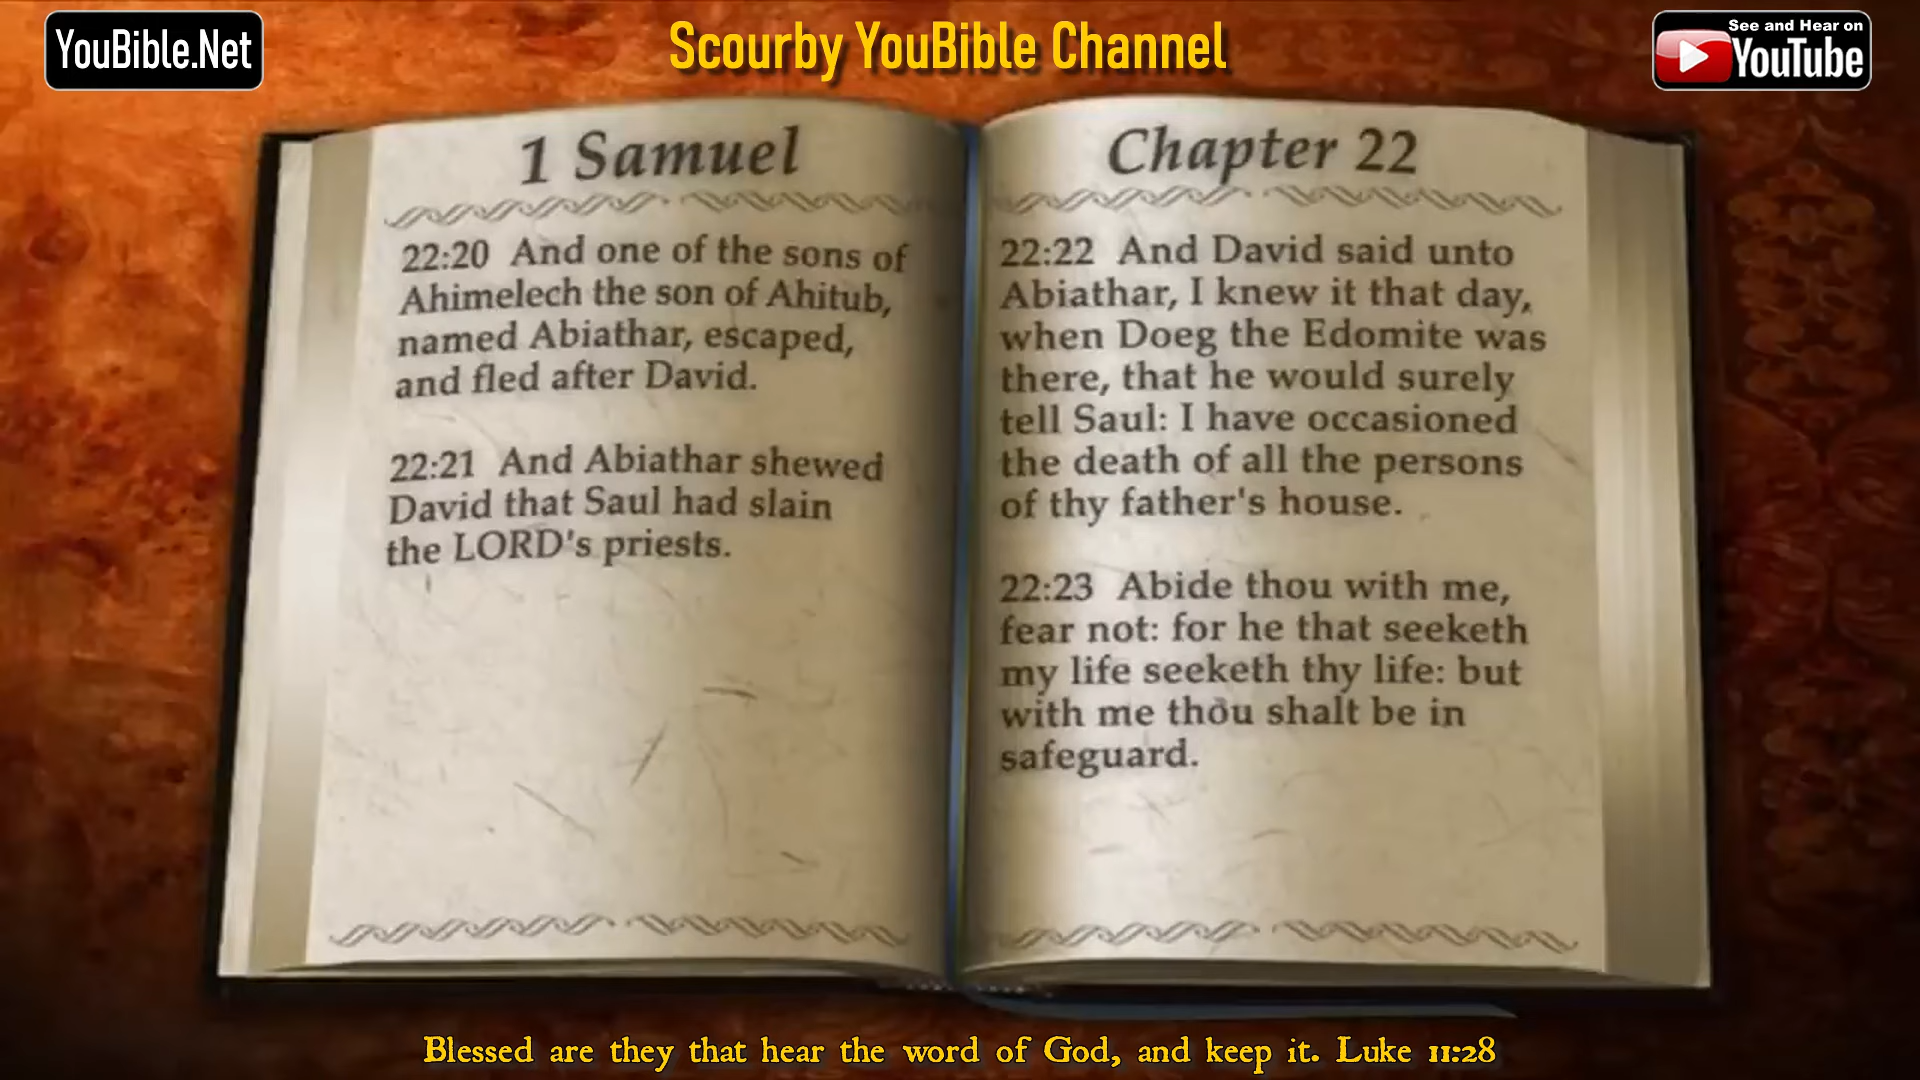 YouBible.Net
Scourby YouBible Channel
See and Hear on
YouTube
1 Samuel
22:20 And one of the sons of
Ahimelech the son of Ahitub,
named Abiathar, escaped,
and fled after David.
22:21 And Abiathar shewed
David that Saul had slain
the LORD's priests.
Chapter 22
22:22 And David said unto
Abiathar, I knew it that day,
when Doeg the Edomite was
there, that he would surely
tell Saul: I have occasioned
the death of all the persons
of thy father's house.
22:23 Abide thou with me,
fear not: for he that seeketh
my life seeketh thy life: but
with me thou shalt be in
safeguard.
Blessed are they that hear the word of God, and keep it. Luke 11:28